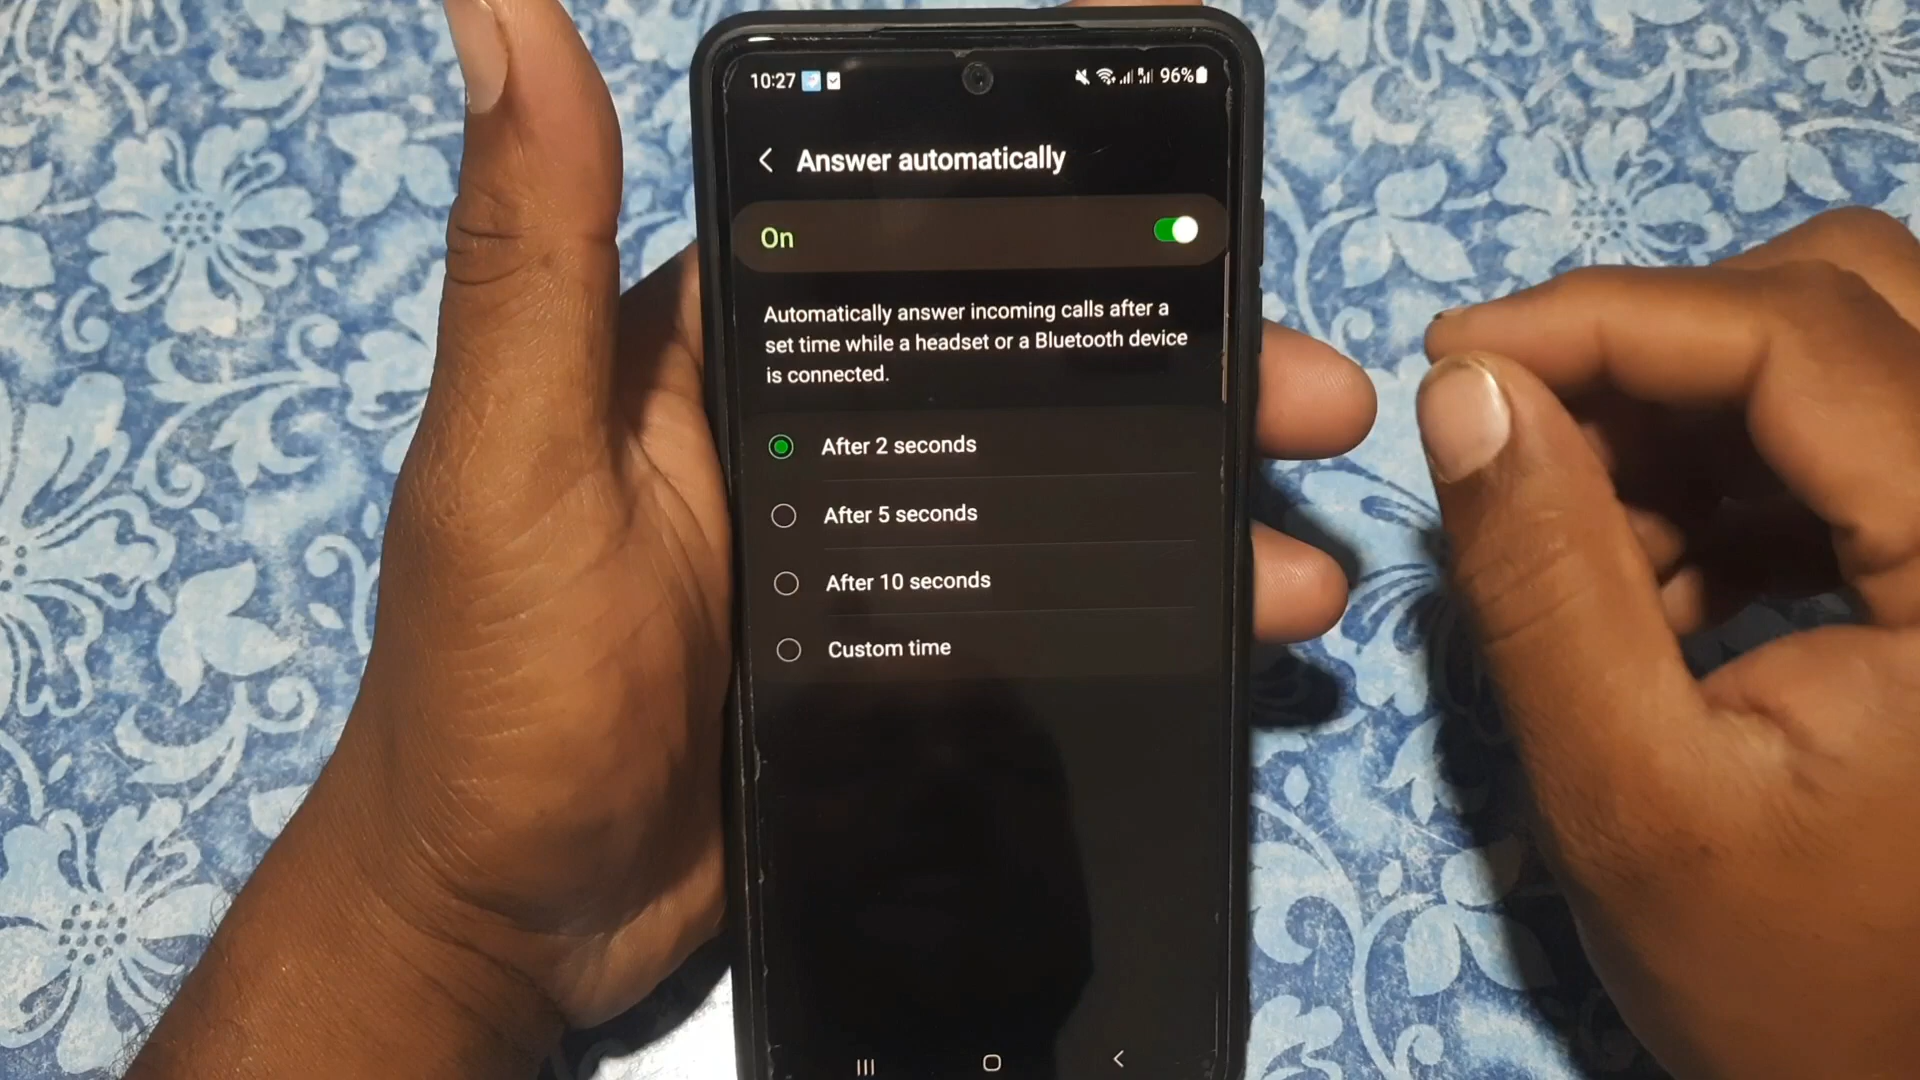 10:27 96%
Answer automatically
On
Automatically answer incoming calls after a
set time while a headset or a Bluetooth device
is connected.
After 2 seconds
After 5 seconds
After 10 seconds
Custom time